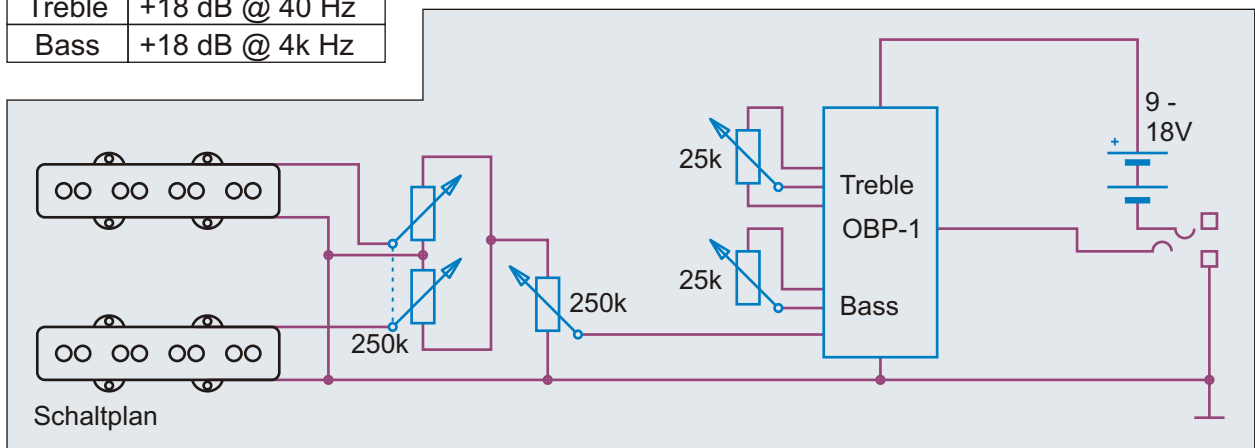 Treble +18 dB @ 40 Hz
Bass +18 dB @ 4k Hz
9 -
18V
+
25k
Treble
OBP-1
25k
Bass
250k
250k
Schaltplan